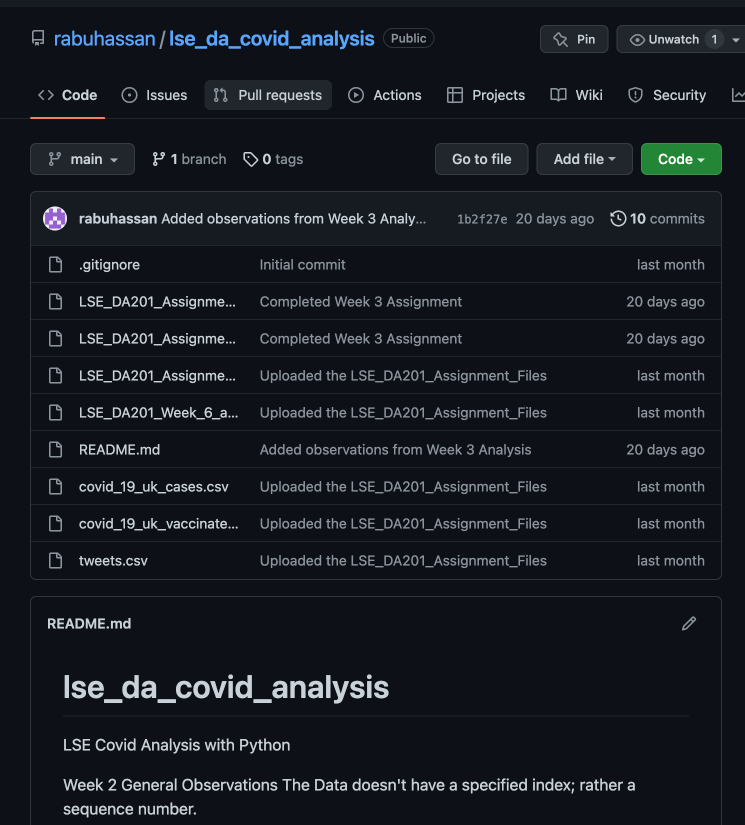 rabuhassan / lse_da_covid_analysis Public Pin Unwatch 1
Code Issues Pull requests Actions Projects Wiki Security
main 1 branch 0 tags Go to file Add file Code
rabuhassan Added observations from Week 3 Analy... 1b2f27e 20 days ago 10 commits
.gitignore Initial commit last month
LSE_DA201_Assignme... Completed Week 3 Assignment 20 days ago
LSE_DA201_Assignme... Completed Week 3 Assignment 20 days ago
LSE_DA201_Assignme... Uploaded the LSE_DA201_Assignment_Files last month
LSE_DA201_Week_6_a... Uploaded the LSE_DA201_Assignment_Files last month
README.md Added observations from Week 3 Analysis 20 days ago
covid_19_uk_cases.csv Uploaded the LSE_DA201_Assignment_Files last month
covid_19_uk_vaccinate... Uploaded the LSE_DA201_Assignment_Files last month
tweets.csv Uploaded the LSE_DA201_Assignment_Files last month
README.md
lse_da_covid_analysis
LSE Covid Analysis with Python
Week 2 General Observations The Data doesn't have a specified index; rather a
sequence number.